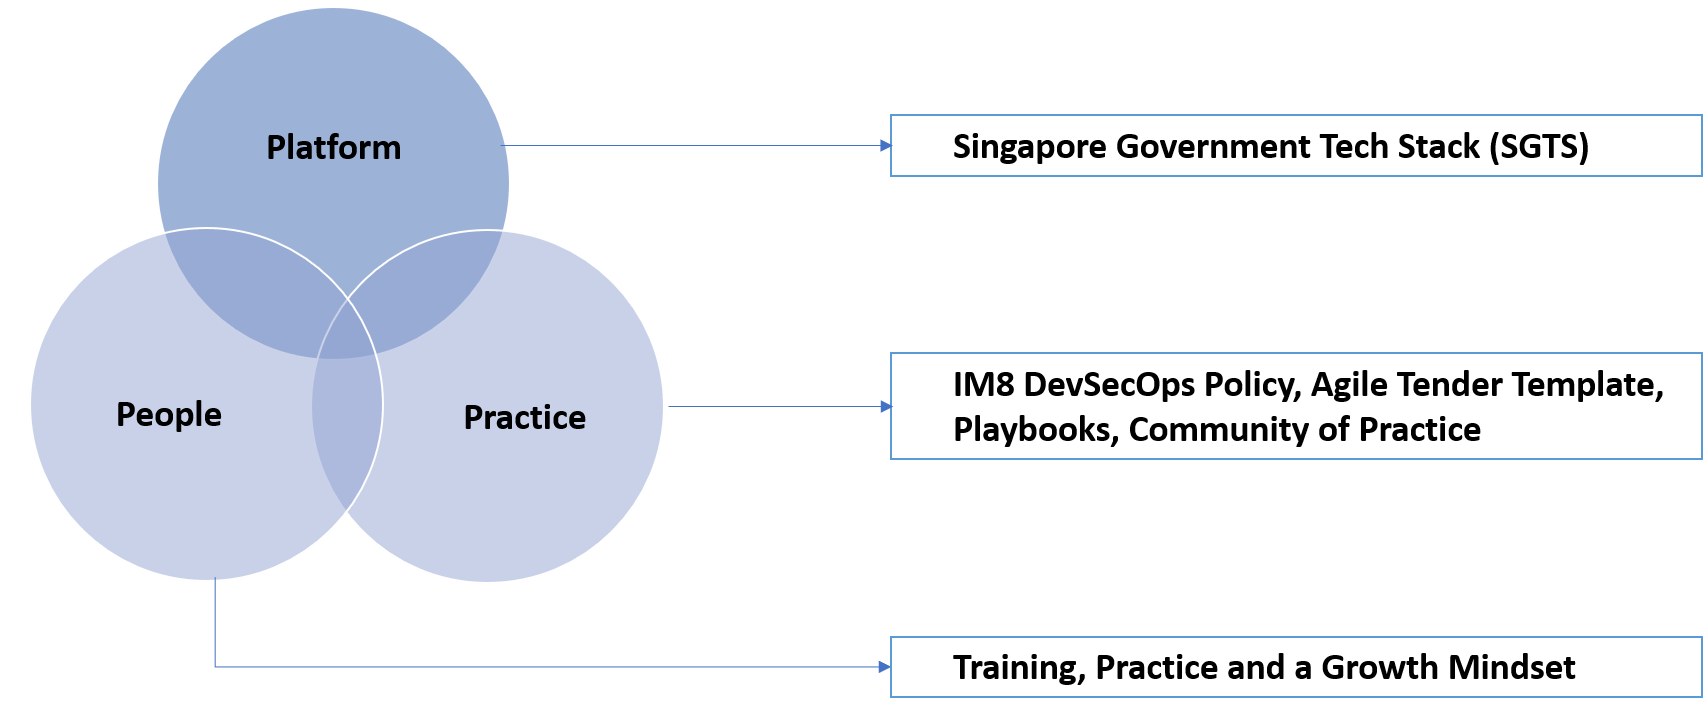 Platform
Singapore Government Tech Stack (SGTS)
People
Practice
IM8 DevSecOps Policy, Agile Tender Template,
Playbooks, Community of Practice
Training, Practice and a Growth Mindset